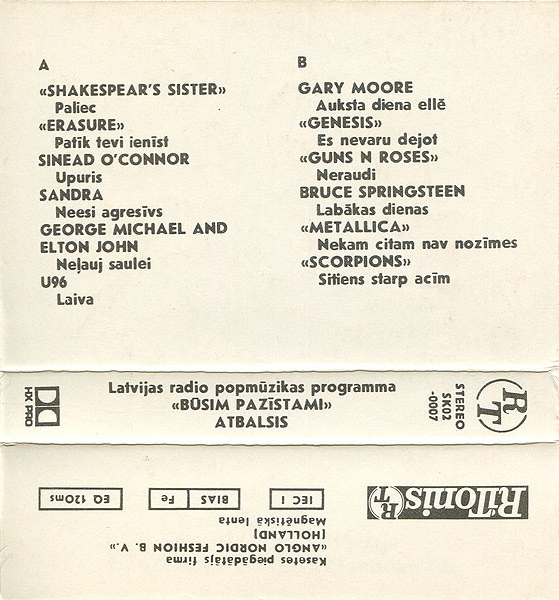 A
«SHAKESPEAR'S SISTER»
Paliec
«ERASURE»
Patīk tevi ienīst
SINEAD O'CONNOR
Upuris
SANDRA
Neesi agresīvs
GEORGE MICHAEL AND
ELTON JOHN
Neļauj saulei
U96
Laiva
B
GARY MOORE
Auksta diena ellē
«GENESIS»
Es nevaru dejot
«GUNS N ROSES»
Neraudi
BRUCE SPRINGSTEEN
Labākas dienas
«METALLICA»
Nekam citam nav nozīmes
«SCORPIONS»
Sitiens starp acīm
HX PRO
Latvijas radio popmūzikas programma
«BŪSIM PAZĪSTAMI»
ATBALSIS
STEREO
SK02
-0007
RT
Kasetes piegādātājs firma
«ANGLO NORDIC FESHION B. V.»
(HOLLAND)
Magnētiskā lenta
IEC I
BIAS Fe
EQ 120ms
RiTonis
RT